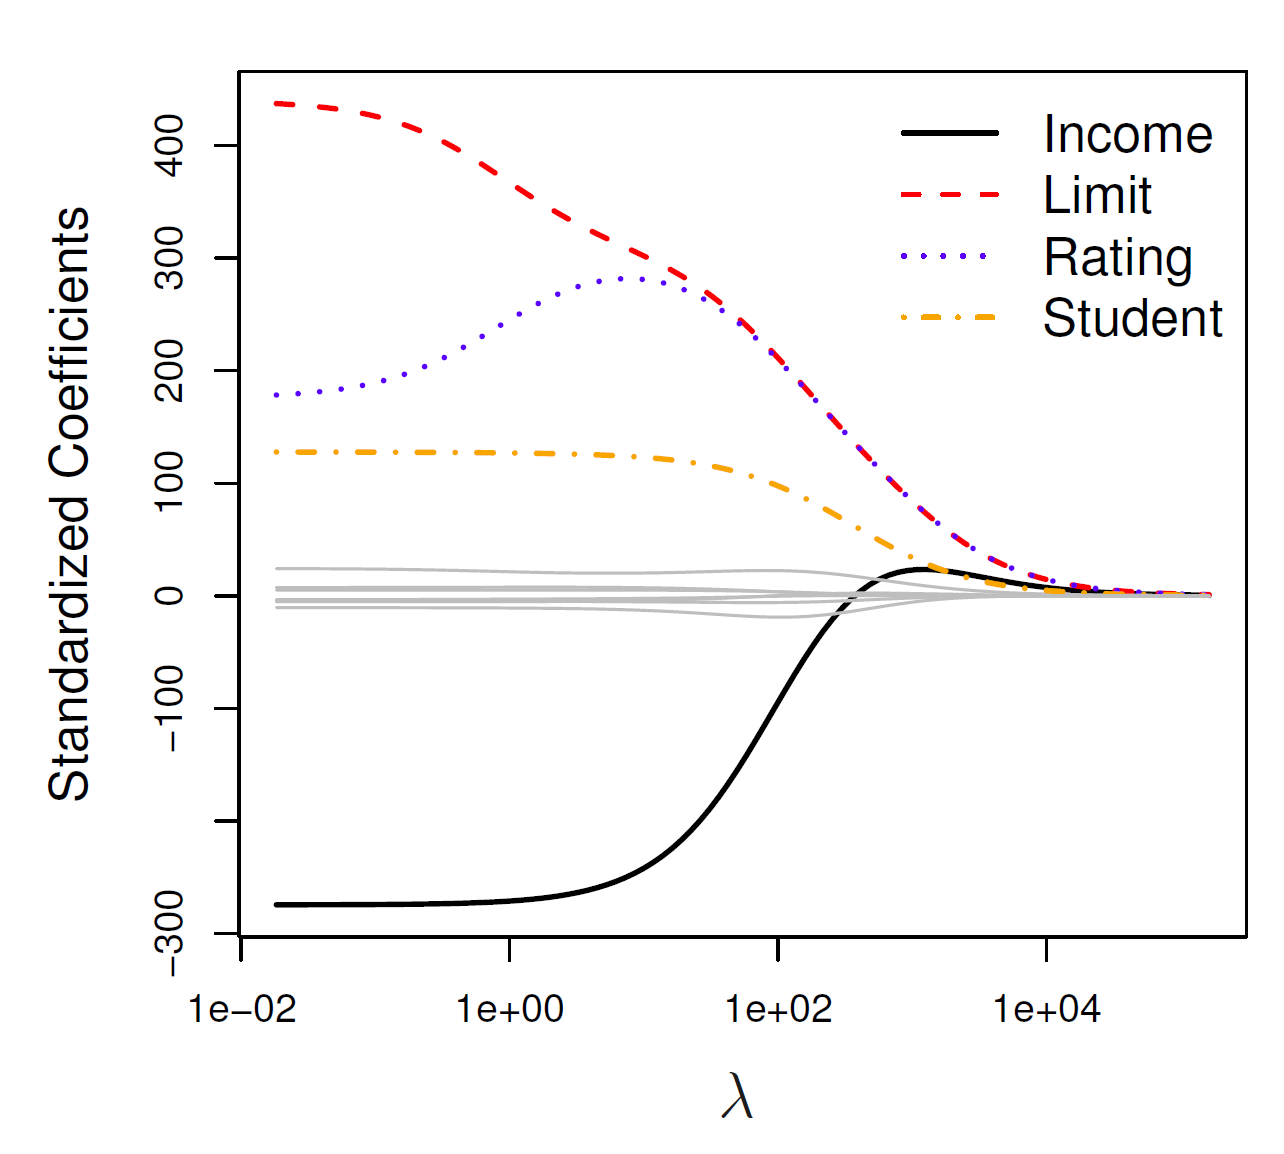 Standardized Coefficients
400
300
200
100
0
−100
−300
Income
Limit
Rating
Student
1e−02 1e+00 1e+02 1e+04
λ